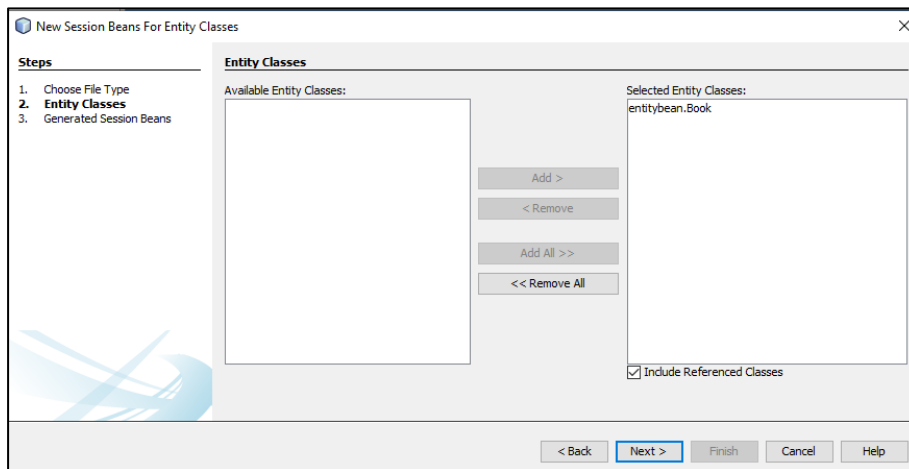 New Session Beans For Entity Classes
Steps
1. Choose File Type
2. Entity Classes
3. Generated Session Beans
Entity Classes
Available Entity Classes:
Selected Entity Classes:
entitybean.Book
Add >
< Remove
Add All >>
<< Remove All
Include Referenced Classes
< Back
Next >
Finish
Cancel
Help